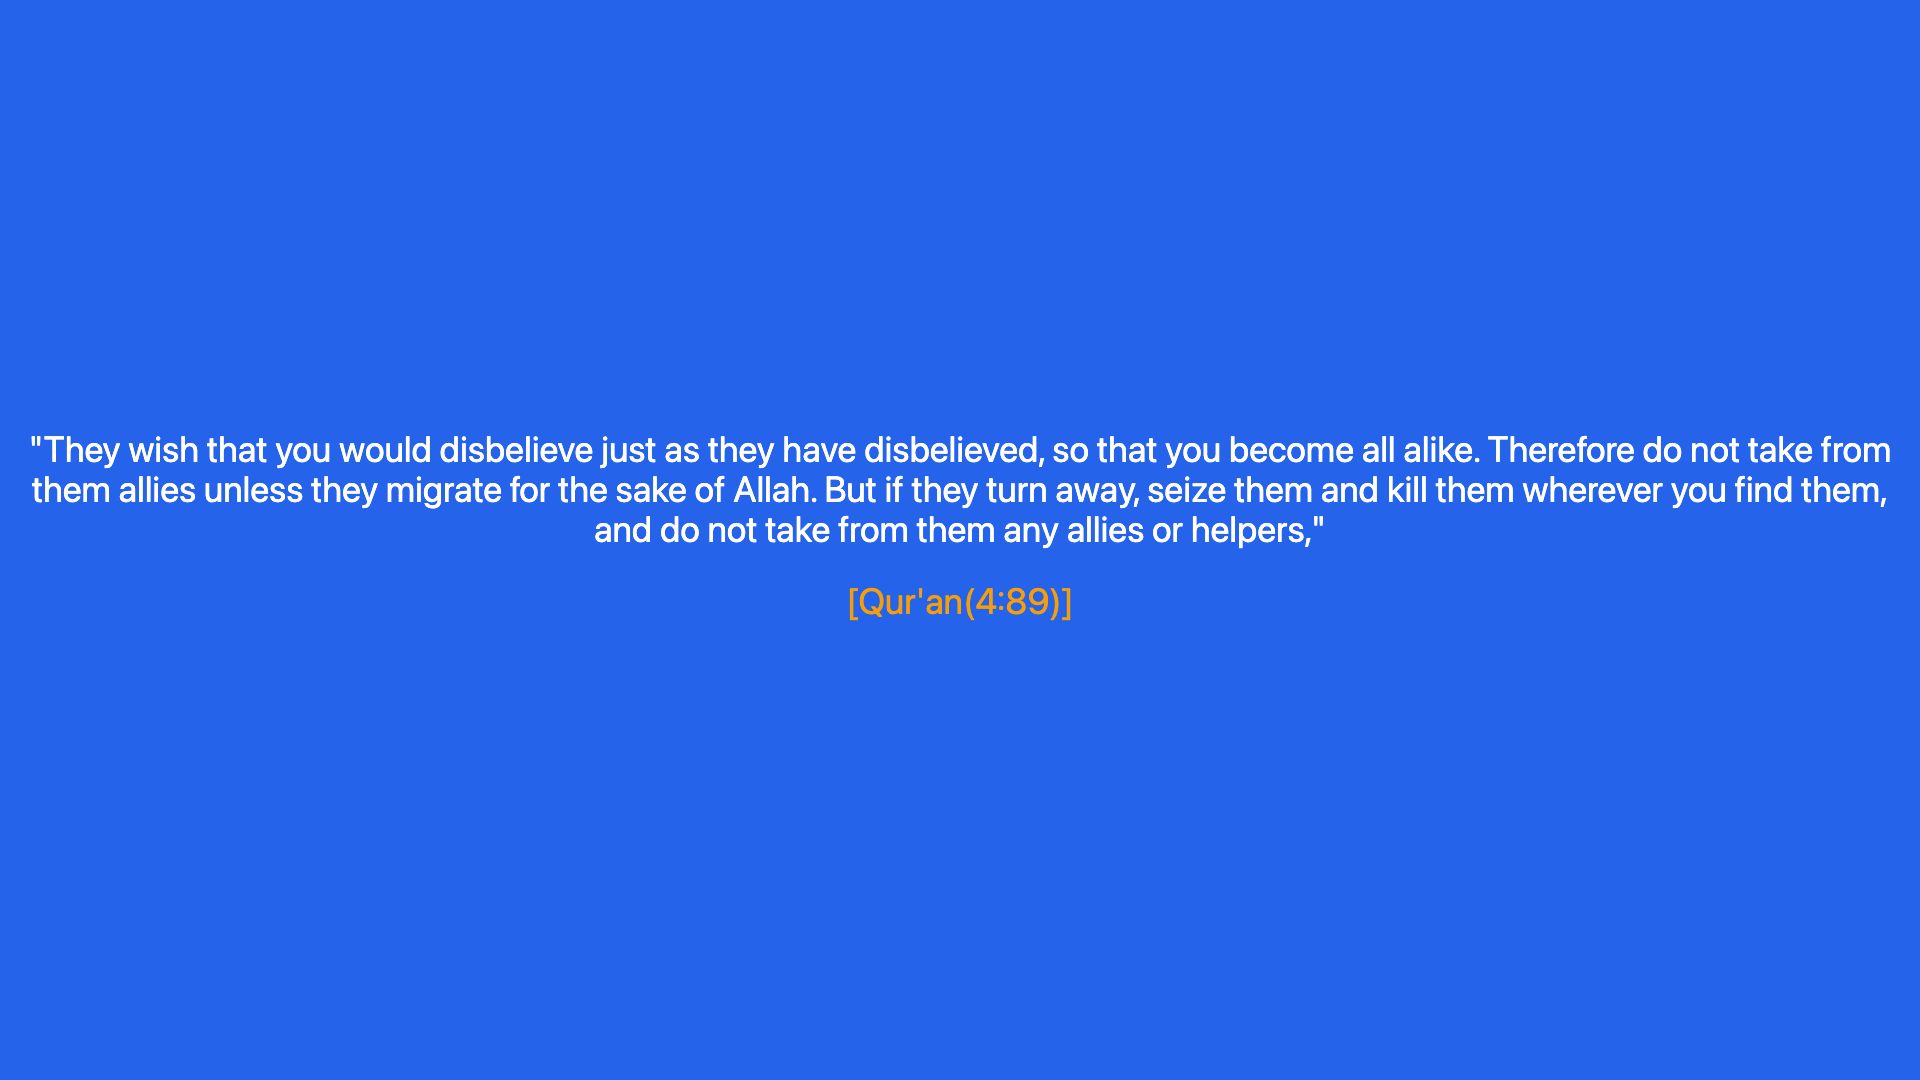 "They wish that you would disbelieve just as they have disbelieved, so that you become all alike. Therefore do not take from
them allies unless they migrate for the sake of Allah. But if they turn away, seize them and kill them wherever you find them,
and do not take from them any allies or helpers,"
[Qur'an(4:89)]